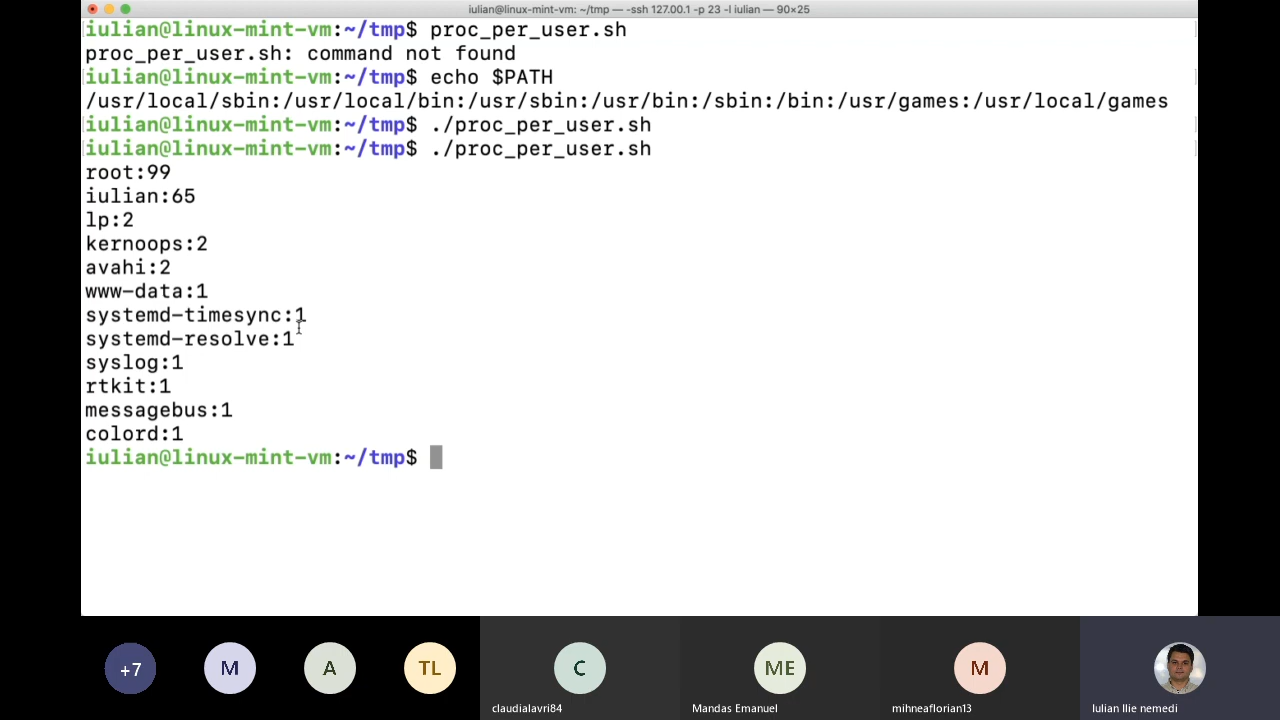 iulian@linux-mint-vm: ~/tmp — -ssh 127.00.1 -p 23 -l iulian — 90×25
iulian@linux-mint-vm:~/tmp$ proc_per_user.sh
proc_per_user.sh: command not found
iulian@linux-mint-vm:~/tmp$ echo $PATH
/usr/local/sbin:/usr/local/bin:/usr/sbin:/usr/bin:/sbin:/bin:/usr/games:/usr/local/games
iulian@linux-mint-vm:~/tmp$ ./proc_per_user.sh
iulian@linux-mint-vm:~/tmp$ ./proc_per_user.sh
root:99
iulian:65
lp:2
kernoops:2
avahi:2
www-data:1
systemd-timesync:1
systemd-resolve:1
syslog:1
rtkit:1
messagebus:1
colord:1
iulian@linux-mint-vm:~/tmp$
+7 M A TL C ME M
claudialavri84 Mandas Emanuel mihneaflorian13 Iulian Ilie nemedi